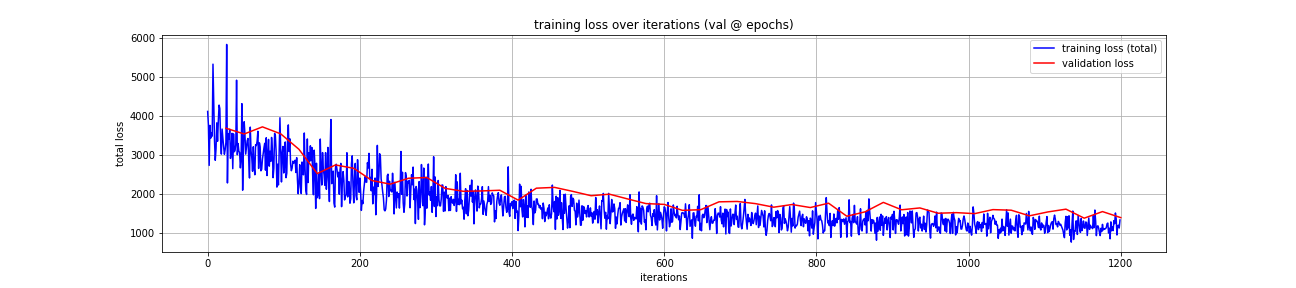 training loss over iterations (val @ epochs)
6000
5000
4000
3000
2000
1000
total loss
training loss (total)
validation loss
0
200
400
600
800
1000
1200
iterations